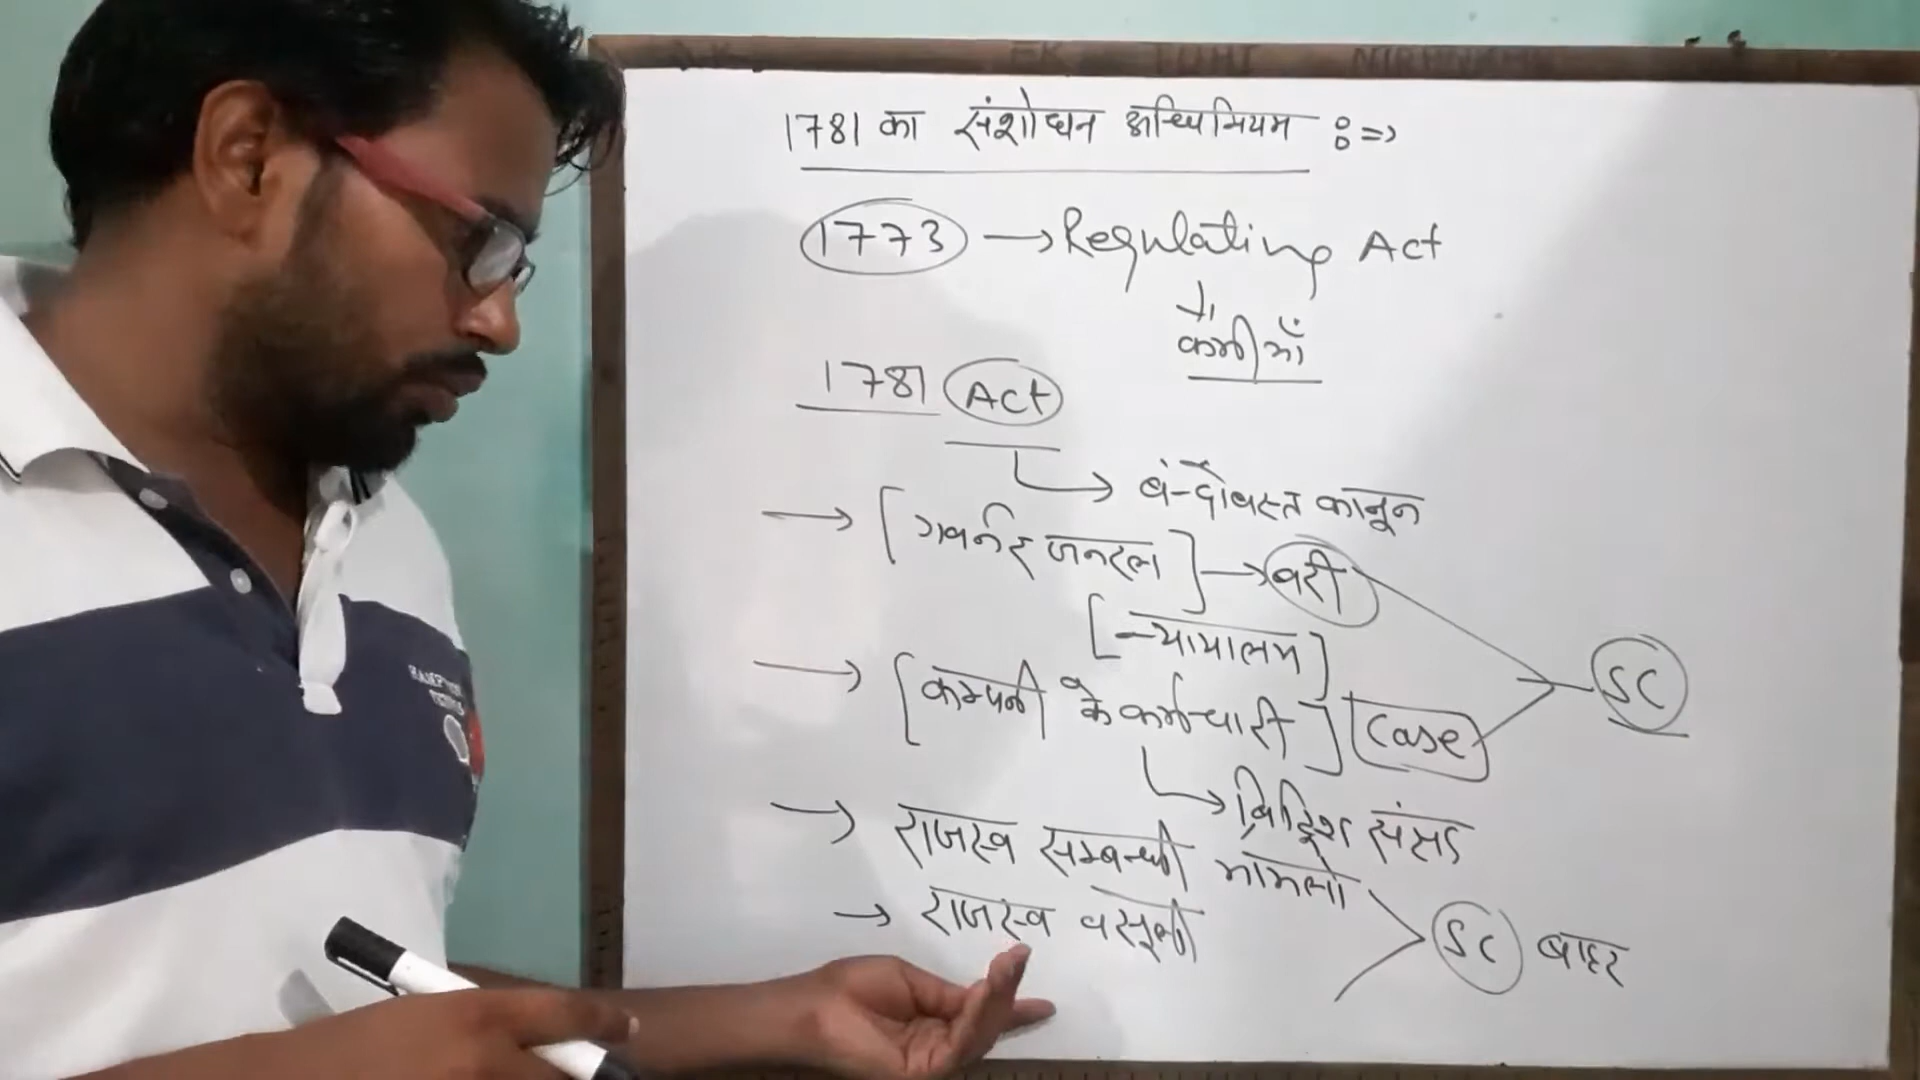 1781 का संशोधन अधिनियम :=>
1773 → Regulating Act
कमीयाँ
1781 Act
→ बंन्दोबस्त कानून
→ [गवर्नर जनरल] → बरी
[न्यायालय]
SC
→ [कम्पनी के कर्मचारी] Case
→ ब्रिटिश संसद
→ राजस्व सम्बन्धी मामलो
→ राजस्व वसूली
SC बाहर